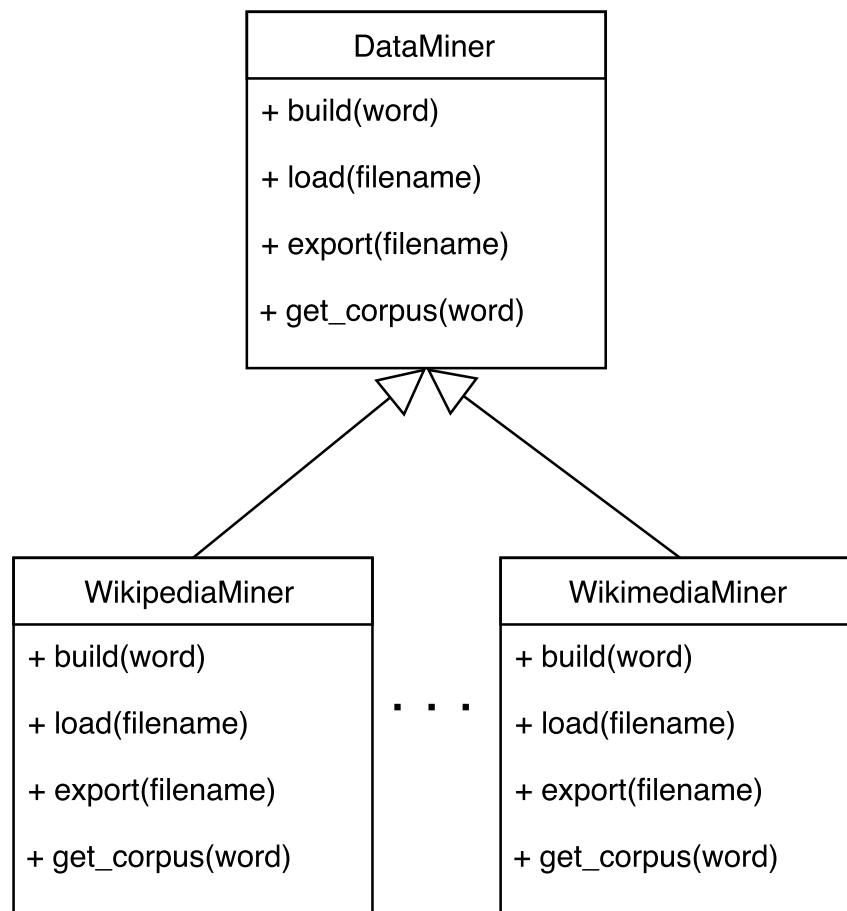 DataMiner
+ build(word)
+ load(filename)
+ export(filename)
+ get_corpus(word)
WikipediaMiner
+ build(word)
+ load(filename)
+ export(filename)
+ get_corpus(word)
. . .
WikimediaMiner
+ build(word)
+ load(filename)
+ export(filename)
+ get_corpus(word)